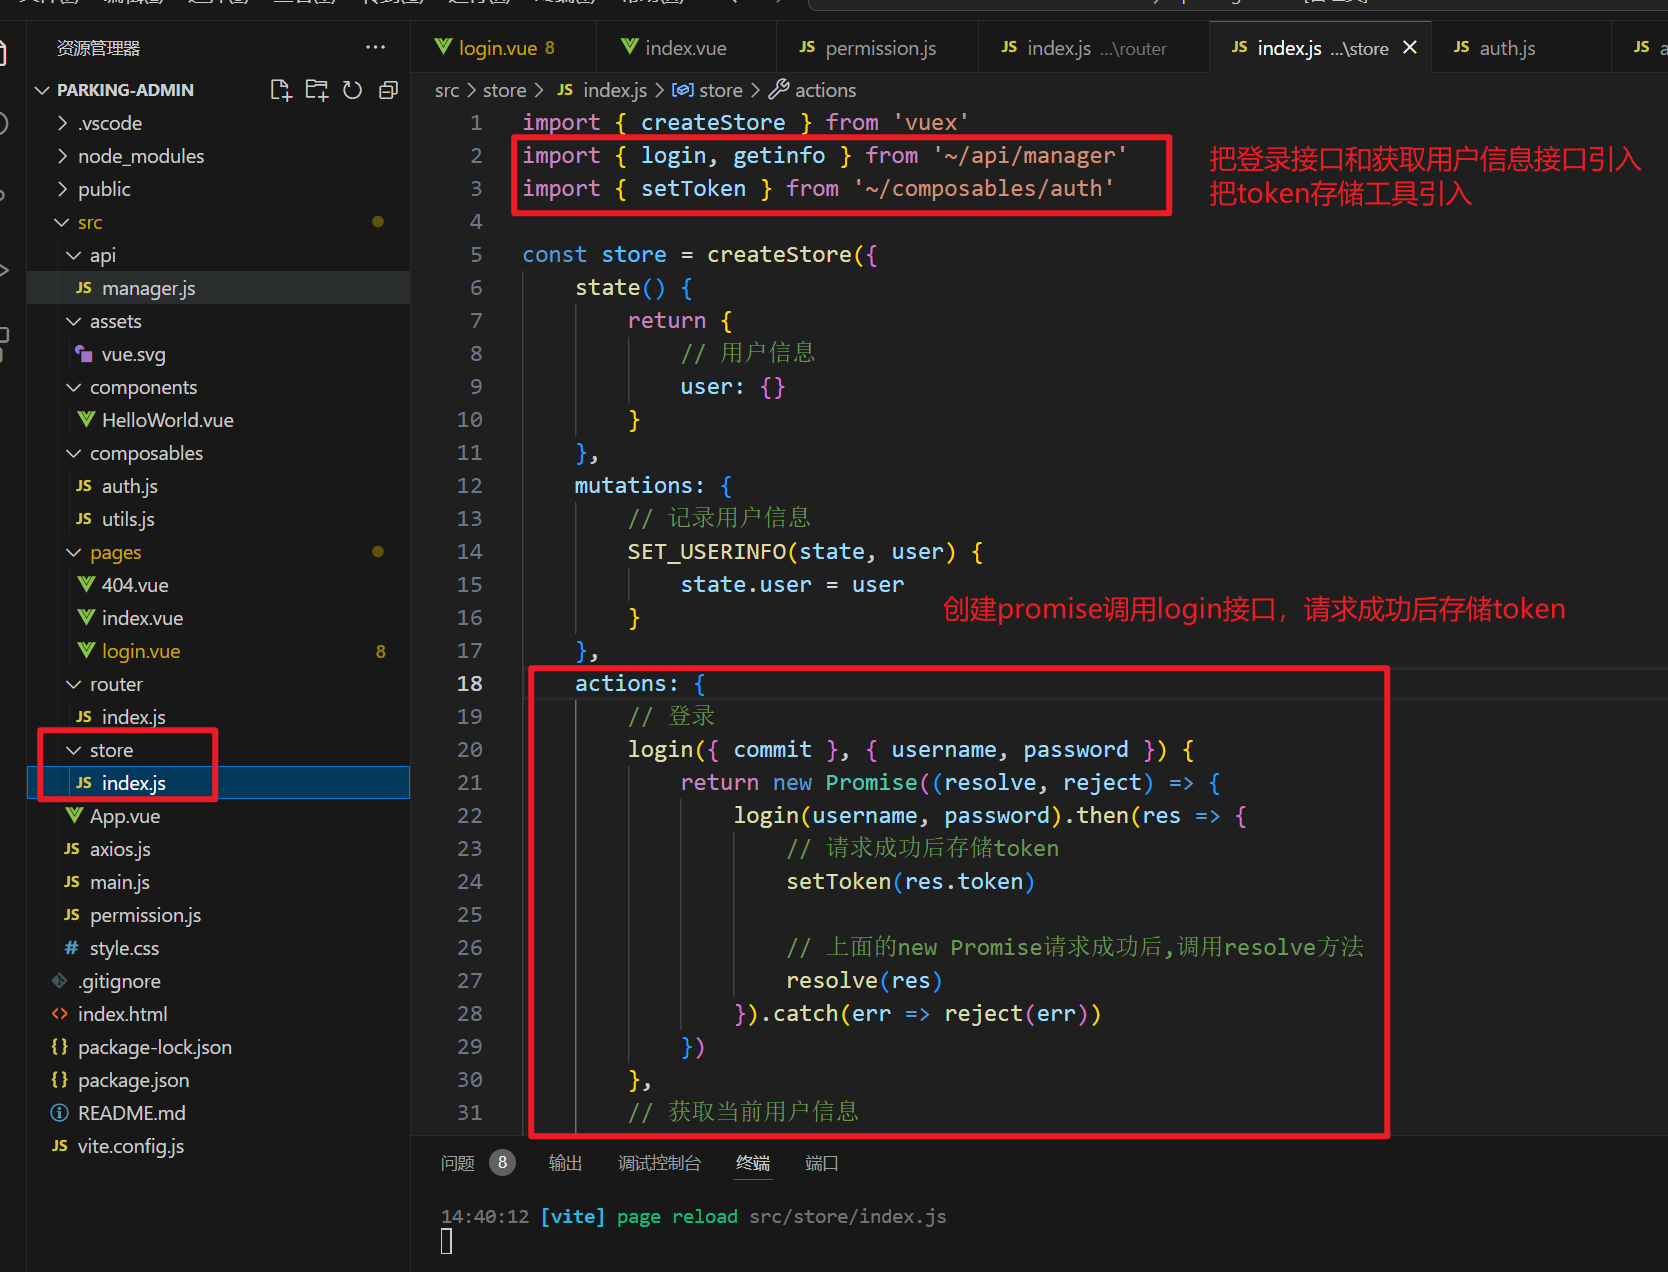 资源管理器
PARKING-ADMIN
.vscode
node_modules
public
src
api
JS manager.js
assets
vue.svg
components
HelloWorld.vue
composables
JS auth.js
JS utils.js
pages
404.vue
index.vue
login.vue 8
router
JS index.js
store
JS index.js
App.vue
JS axios.js
JS main.js
JS permission.js
# style.css
.gitignore
<> index.html
{} package-lock.json
{} package.json
README.md
JS vite.config.js
login.vue 8
index.vue
JS permission.js
JS index.js ...\router
JS index.js ...\store
JS auth.js
JS
src > store > JS index.js > store > actions
1 import { createStore } from 'vuex'
2 import { login, getinfo } from '~/api/manager'
3 import { setToken } from '~/composables/auth'
4
5 const store = createStore({
6 state() {
7 return {
8 // 用户信息
9 user: {}
10 }
11 },
12 mutations: {
13 // 记录用户信息
14 SET_USERINFO(state, user) {
15 state.user = user
16 }
17 },
18 actions: {
19 // 登录
20 login({ commit }, { username, password }) {
21 return new Promise((resolve, reject) => {
22 login(username, password).then(res => {
23 // 请求成功后存储token
24 setToken(res.token)
25
26 // 上面的new Promise请求成功后,调用resolve方法
27 resolve(res)
28 }).catch(err => reject(err))
29 })
30 },
31 // 获取当前用户信息
把登录接口和获取用户信息接口引入
把token存储工具引入
创建promise调用login接口，请求成功后存储token
问题 8 输出 调试控制台 终端 端口
14:40:12 [vite] page reload src/store/index.js